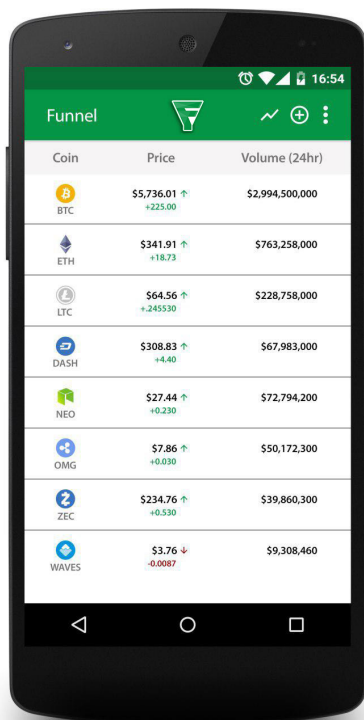 16:54
Funnel
Coin Price Volume (24hr)
$5,736.01 ↑ $2,994,500,000
BTC +225.00
$341.91 ↑ $763,258,000
ETH +18.73
$64.56 ↑ $228,758,000
LTC +.245530
$308.83 ↑ $67,983,000
DASH +4.40
$27.44 ↑ $72,794,200
NEO +0.230
$7.86 ↑ $50,172,300
OMG +0.030
$234.76 ↑ $39,860,300
ZEC +0.530
$3.76 ↓ $9,308,460
WAVES -0.0087